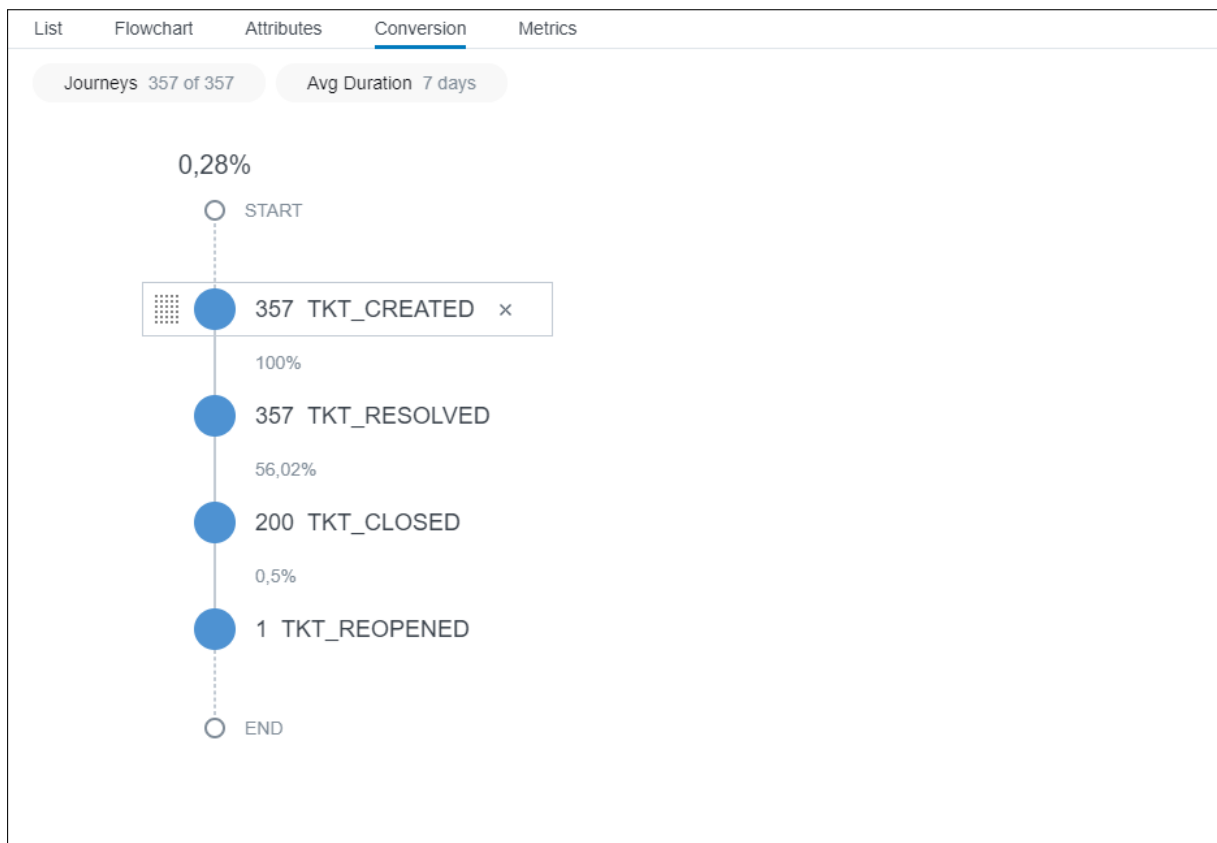 List Flowchart Attributes Conversion Metrics
Journeys 357 of 357 Avg Duration 7 days
0,28%
START
357 TKT_CREATED ×
100%
357 TKT_RESOLVED
56,02%
200 TKT_CLOSED
0,5%
1 TKT_REOPENED
END